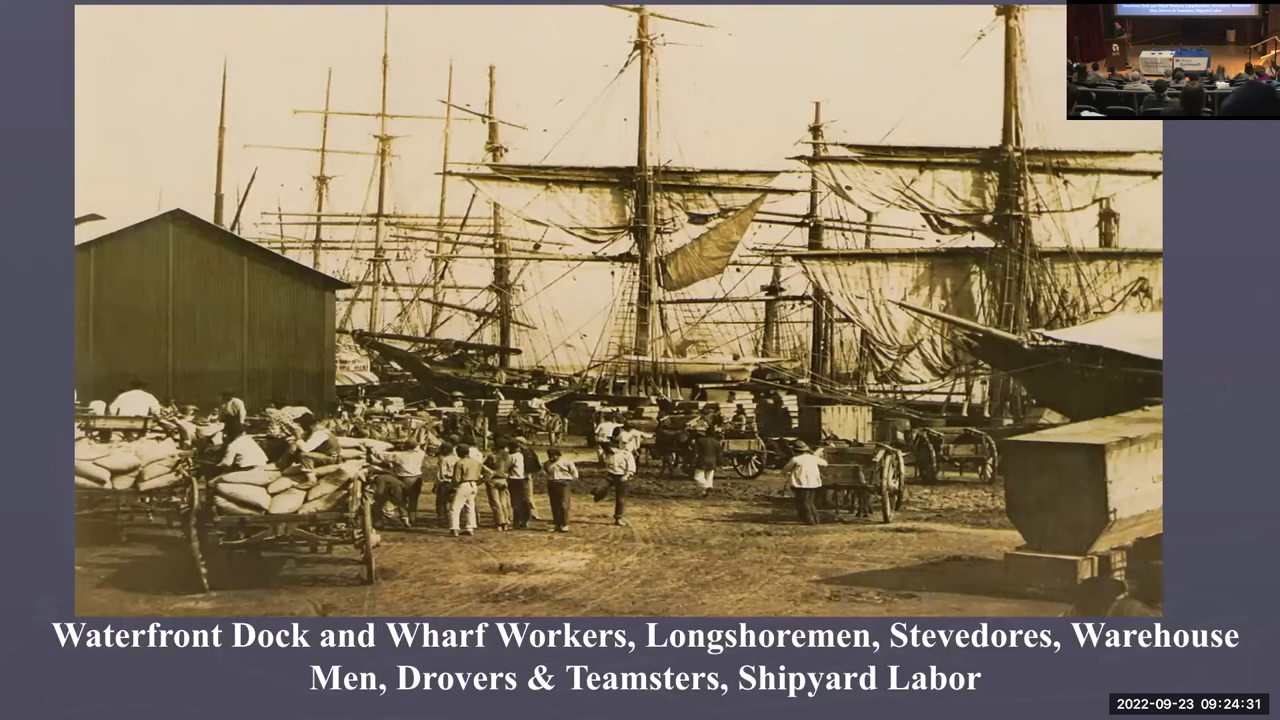 Waterfront Dock and Wharf Workers, Longshoremen, Stevedores, Warehouse
Men, Drovers & Teamsters, Shipyard Labor
2022-09-23 09:24:31